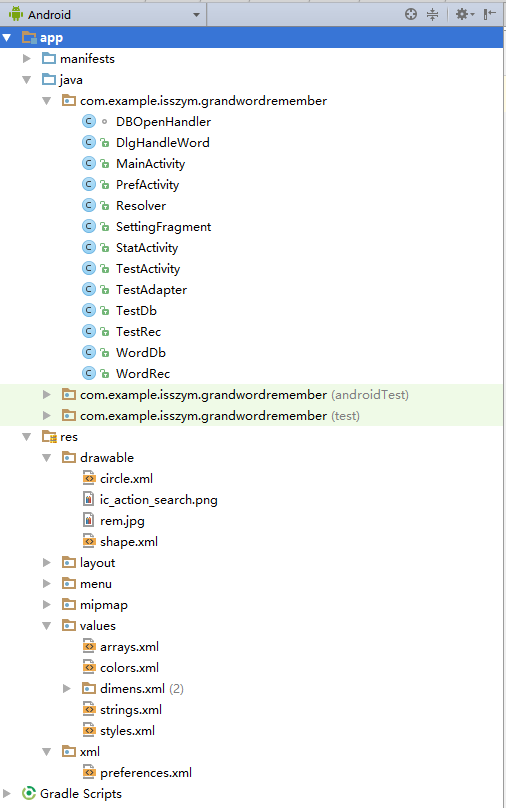 Android
app
manifests
java
com.example.isszym.grandwordremember
C DBOpenHandler
C DlgHandleWord
C MainActivity
C PrefActivity
C Resolver
C SettingFragment
C StatActivity
C TestActivity
C TestAdapter
C TestDb
C TestRec
C WordDb
C WordRec
com.example.isszym.grandwordremember (androidTest)
com.example.isszym.grandwordremember (test)
res
drawable
circle.xml
ic_action_search.png
rem.jpg
shape.xml
layout
menu
mipmap
values
arrays.xml
colors.xml
dimens.xml (2)
strings.xml
styles.xml
xml
preferences.xml
Gradle Scripts